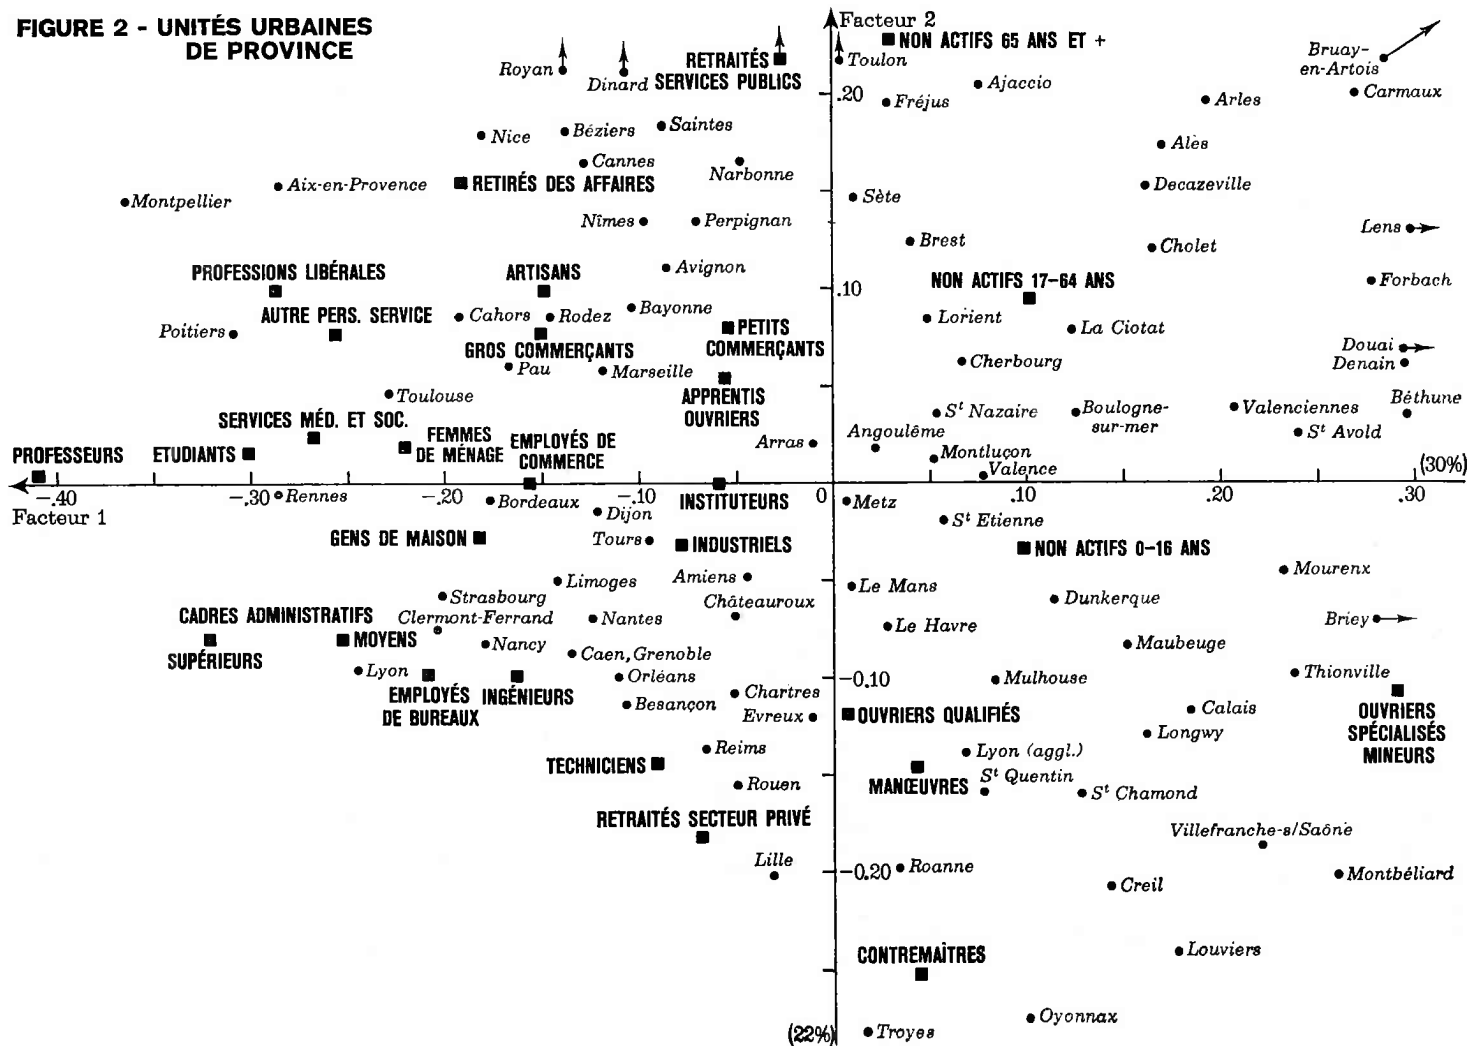 FIGURE 2 - UNITÉS URBAINES
DE PROVINCE
Facteur 2
NON ACTIFS 65 ANS ET +
Royan
Dinard
RETRAITÉS
SERVICES PUBLICS
Toulon
Bruay-
en-Artois
.20
Fréjus
Ajaccio
Arles
Carmaux
Nice
Béziers
Saintes
Alès
Cannes
Narbonne
Montpellier
Aix-en-Provence
RETIRÉS DES AFFAIRES
Sète
Decazeville
Nîmes
Perpignan
Brest
Cholet
Lens
PROFESSIONS LIBÉRALES
ARTISANS
Avignon
.10
NON ACTIFS 17-64 ANS
Forbach
AUTRE PERS. SERVICE
Cahors
Rodez
Bayonne
Lorient
Poitiers
GROS COMMERÇANTS
PETITS
COMMERÇANTS
La Ciotat
Douai
Denain
Pau
Marseille
Cherbourg
Toulouse
APPRENTIS
OUVRIERS
St Nazaire
Boulogne-
sur-mer
Valenciennes
Béthune
SERVICES MÉD. ET SOC.
FEMMES
DE MÉNAGE
EMPLOYÉS DE
COMMERCE
Arras
Angoulême
St Avold
PROFESSEURS
ETUDIANTS
Montluçon
Valence
(30%)
-.40
-.30
-.20
-.10
0
.10
.20
.30
Facteur 1
Rennes
Bordeaux
INSTITUTEURS
Metz
Dijon
St Etienne
GENS DE MAISON
Tours
INDUSTRIELS
NON ACTIFS 0-16 ANS
Limoges
Amiens
Le Mans
Mourenx
Strasbourg
Châteauroux
Dunkerque
CADRES ADMINISTRATIFS
Clermont-Ferrand
Nantes
Le Havre
Briey
SUPÉRIEURS
MOYENS
Nancy
Caen, Grenoble
Maubeuge
Lyon
EMPLOYÉS
DE BUREAUX
INGÉNIEURS
Orléans
-0.10
Mulhouse
Thionville
Besançon
Chartres
Evreux
OUVRIERS QUALIFIÉS
Calais
OUVRIERS
SPÉCIALISÉS
MINEURS
Longwy
Reims
Lyon (aggl.)
TECHNICIENS
Rouen
MANŒUVRES
St Quentin
St Chamond
RETRAITÉS SECTEUR PRIVÉ
Villefranche-s/Saône
Lille
-0.20
Roanne
Creil
Montbéliard
CONTREMAÎTRES
Louviers
Oyonnax
(22%)
Troyes